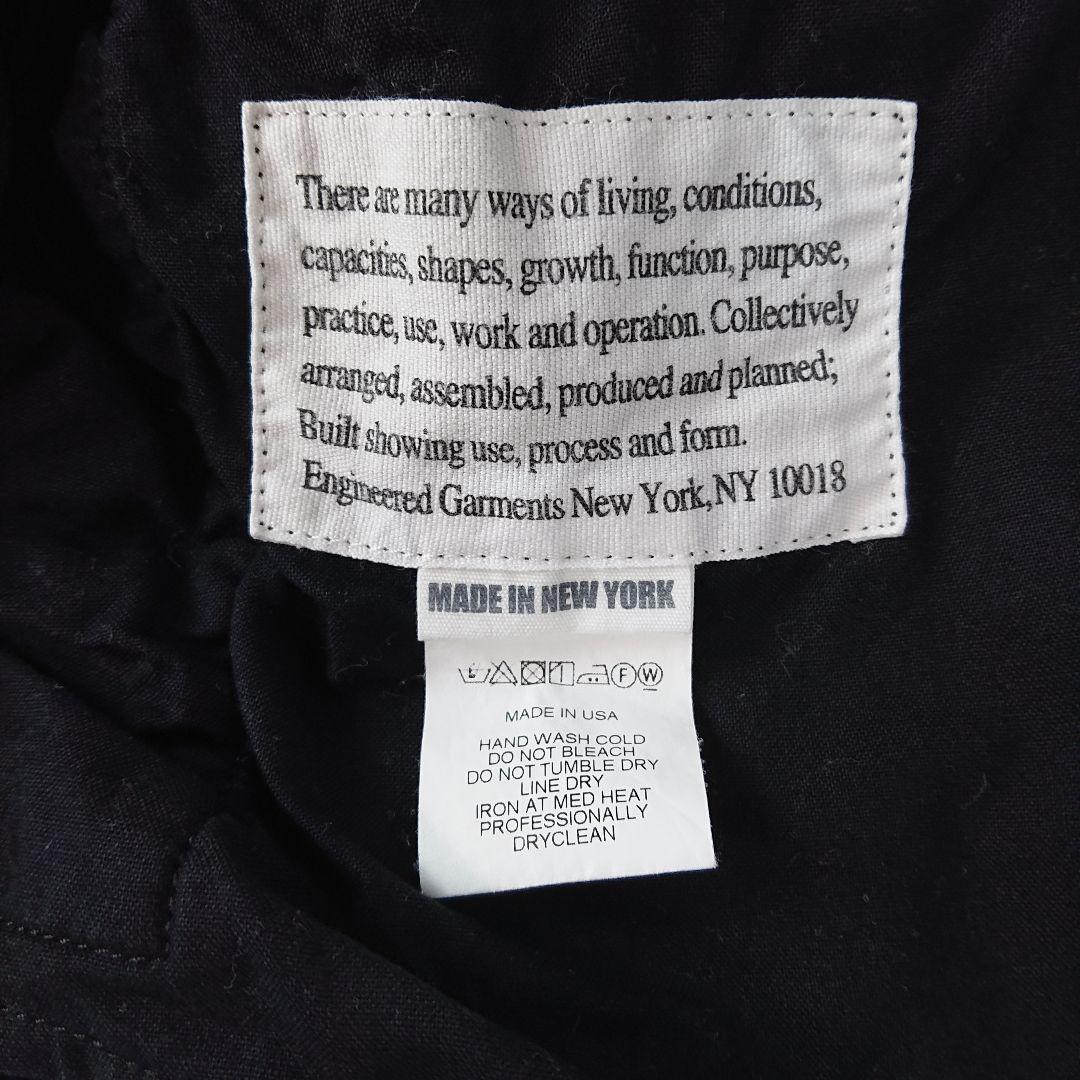 There are many ways of living, conditions,
capacities, shapes, growth, function, purpose,
practice, use, work and operation. Collectively
arranged, assembled, produced and planned;
Built showing use, process and form.
Engineered Garments New York, NY 10018
MADE IN NEW YORK
F W
MADE IN USA
HAND WASH COLD
DO NOT BLEACH
DO NOT TUMBLE DRY
LINE DRY
IRON AT MED HEAT
PROFESSIONALLY
DRYCLEAN